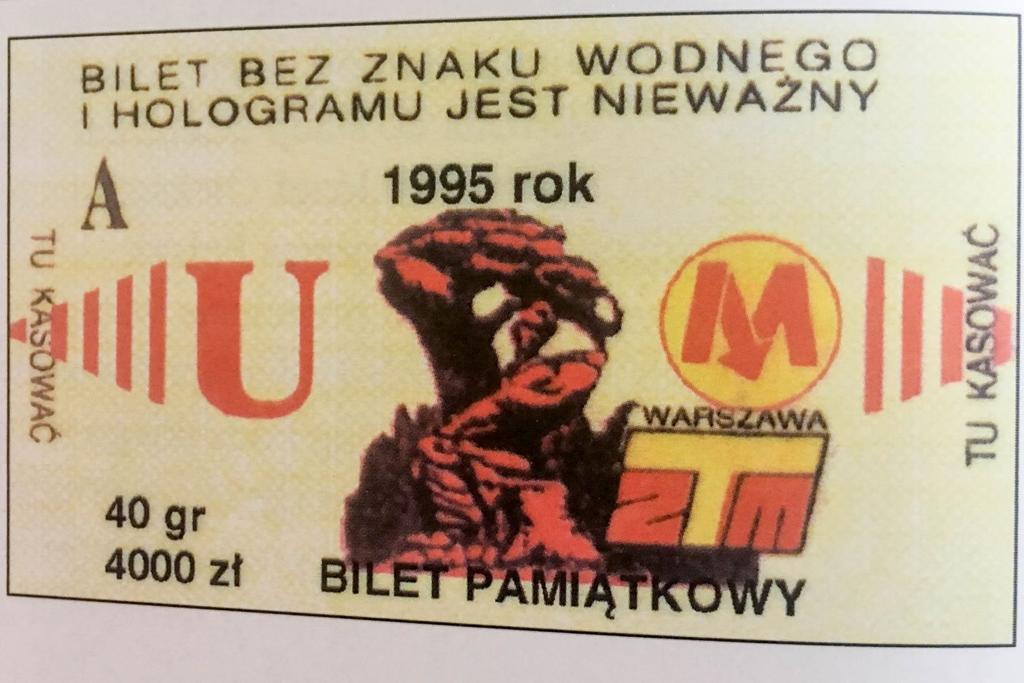 BILET BEZ ZNAKU WODNEGO
I HOLOGRAMU JEST NIEWAŻNY
A
1995 rok
TU KASOWAĆ
U
M
TU KASOWAĆ
WARSZAWA
ZTM
40 gr
4000 zł
BILET PAMIĄTKOWY